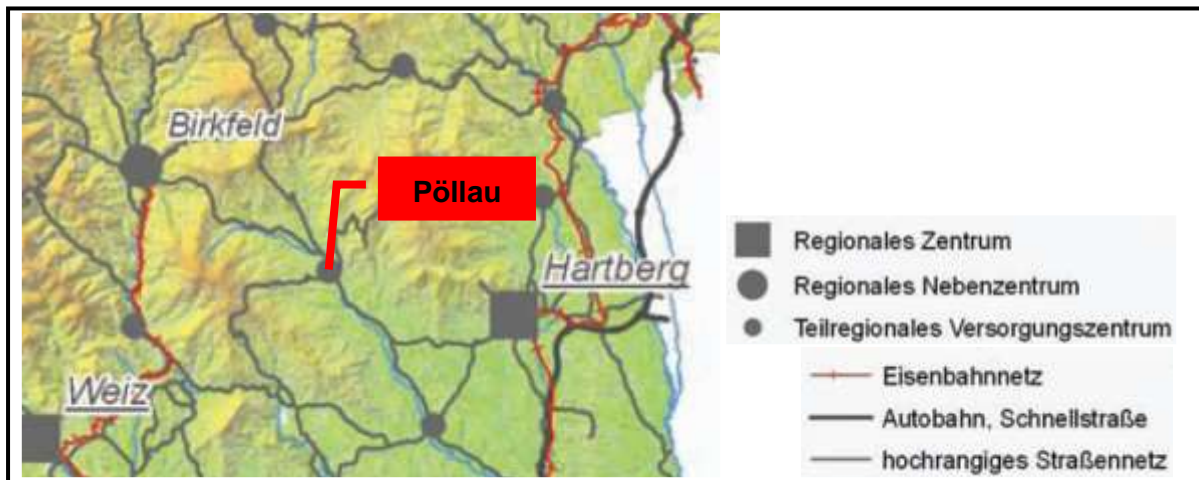 Birkfeld
Pöllau
Hartberg
Weiz
Regionales Zentrum
Regionales Nebenzentrum
Teilregionales Versorgungszentrum
Eisenbahnnetz
Autobahn, Schnellstraße
hochrangiges Straßennetz